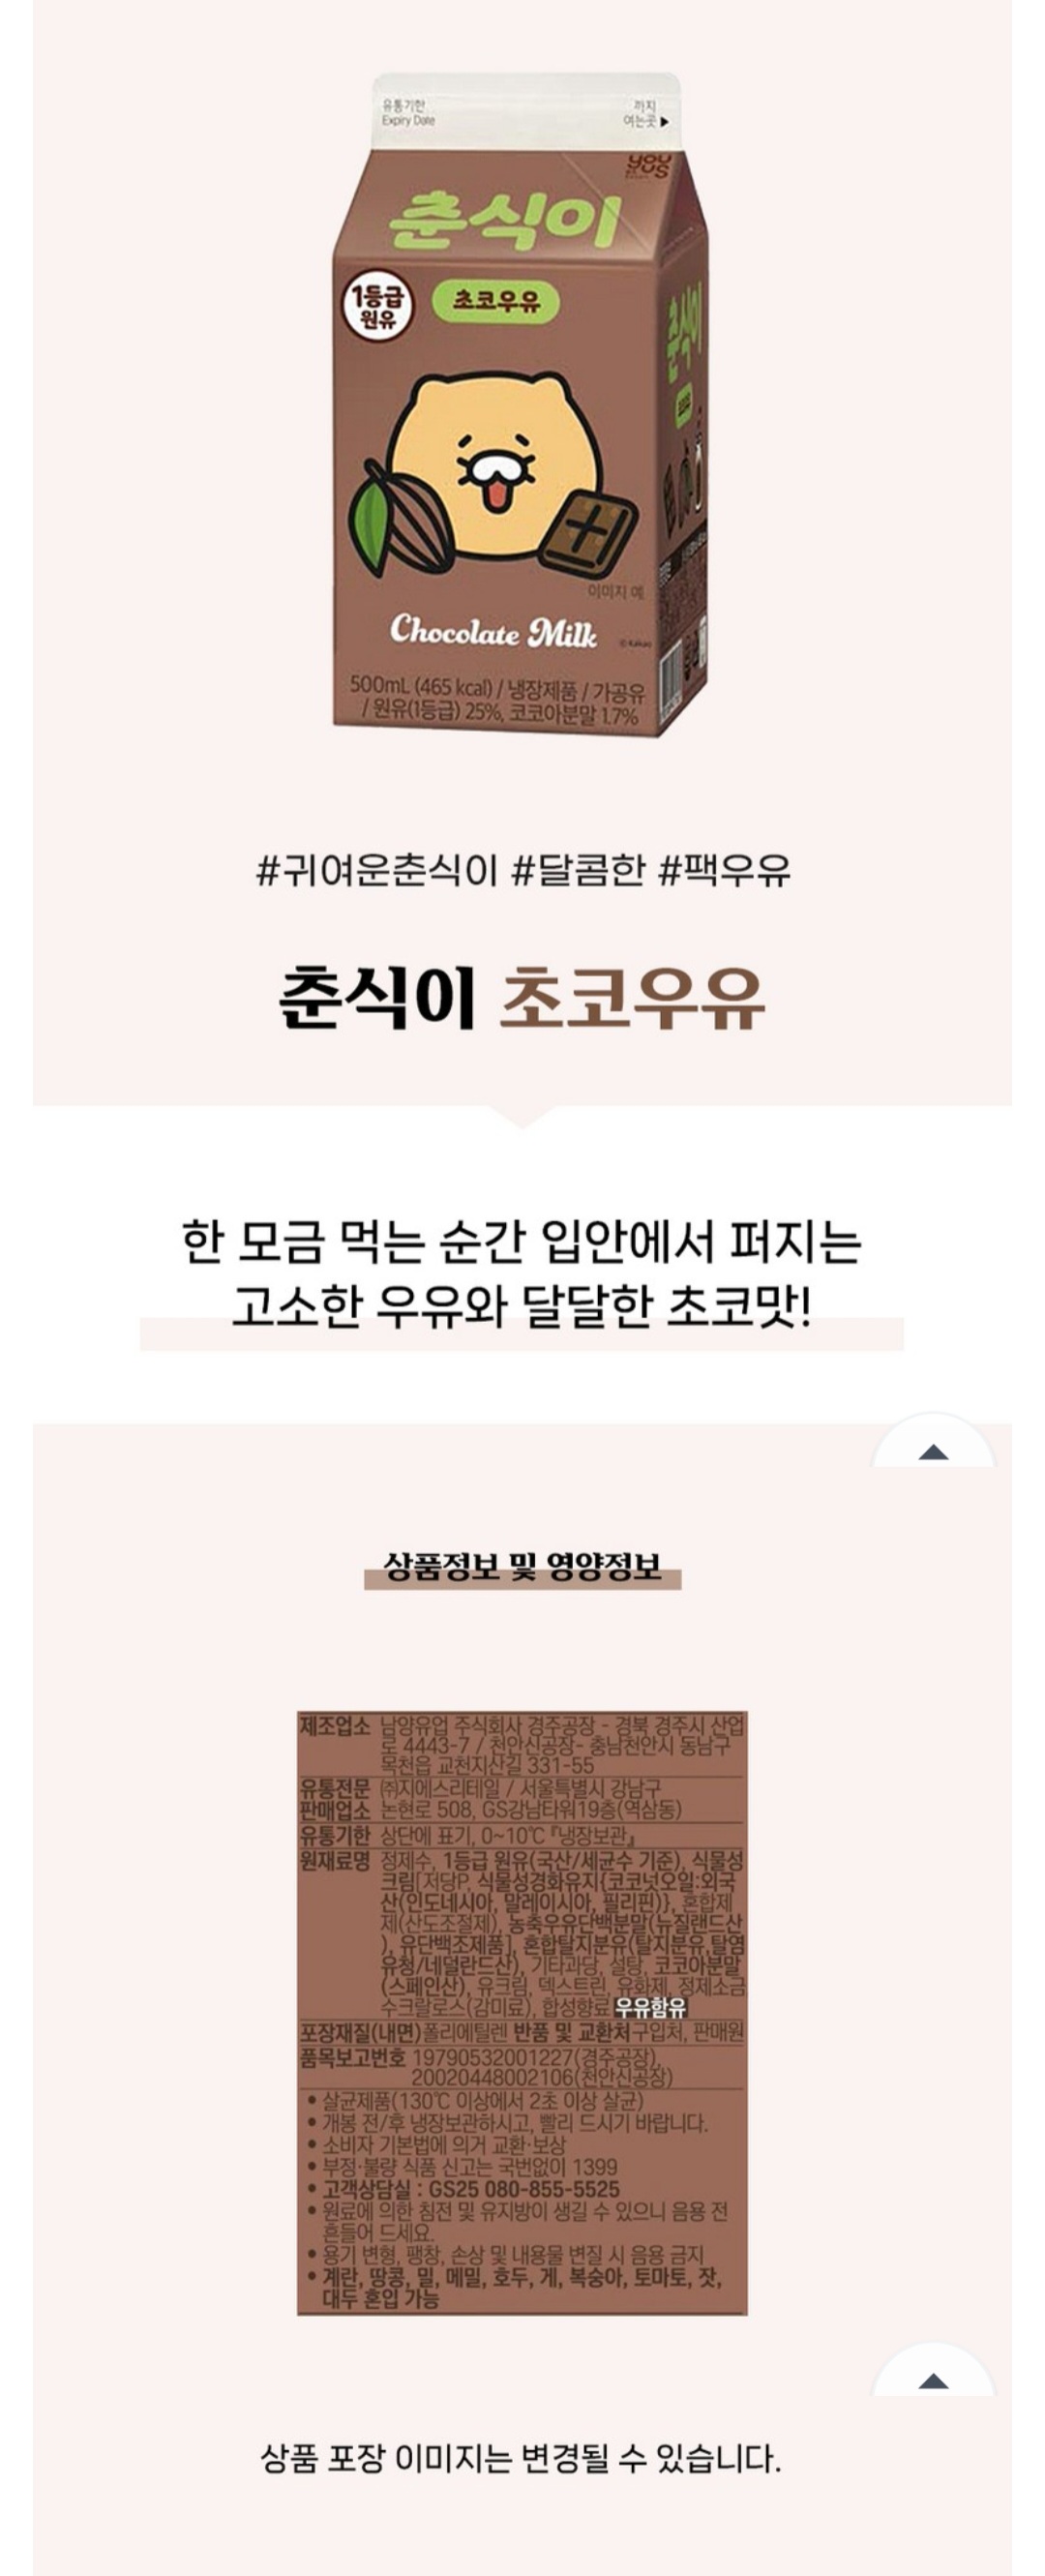 유통기한
Expiry Date
까지
여는곳 ▶
you us
춘식이
1등급
원유
초코우유
춘식이
이미지 예
Chocolate Milk
© Kakao
500mL (465 kcal) / 냉장제품 / 가공유
/ 원유(1등급) 25%, 코코아분말 1.7%
#귀여운춘식이 #달콤한 #팩우유
춘식이 초코우유
한 모금 먹는 순간 입안에서 퍼지는
고소한 우유와 달달한 초코맛!
상품정보 및 영양정보
제조업소 남양유업 주식회사 경주공장 - 경북 경주시 산업
로 4443-7 / 천안신공장- 충남천안시 동남구
목천읍 교천지산길 331-55
유통전문 ㈜지에스리테일 / 서울특별시 강남구
판매업소 논현로 508, GS강남타워19층(역삼동)
유통기한 상단에 표기, 0~10℃ 『냉장보관』
원재료명 정제수, 1등급 원유(국산/세균수 기준), 식물성
크림[저당P, 식물성경화유지{코코넛오일:외국
산(인도네시아, 말레이시아, 필리핀)}, 혼합제
제(산도조절제), 농축우유단백분말(뉴질랜드산
), 유단백조제품], 혼합탈지분유(탈지분유,탈염
유청/네덜란드산), 기타과당, 설탕, 코코아분말
(스페인산), 유크림, 덱스트린, 유화제, 정제소금
수크랄로스(감미료), 합성향료 우유함유
포장재질(내면)폴리에틸렌 반품 및 교환처구입처, 판매원
품목보고번호 19790532001227(경주공장),
20020448002106(천안신공장)
• 살균제품(130℃ 이상에서 2초 이상 살균)
• 개봉 전/후 냉장보관하시고, 빨리 드시기 바랍니다.
• 소비자 기본법에 의거 교환·보상
• 부정·불량 식품 신고는 국번없이 1399
• 고객상담실 : GS25 080-855-5525
• 원료에 의한 침전 및 유지방이 생길 수 있으니 음용 전
흔들어 드세요.
• 용기 변형, 팽창, 손상 및 내용물 변질 시 음용 금지
• 계란, 땅콩, 밀, 메밀, 호두, 게, 복숭아, 토마토, 잣,
대두 혼입 가능
상품 포장 이미지는 변경될 수 있습니다.